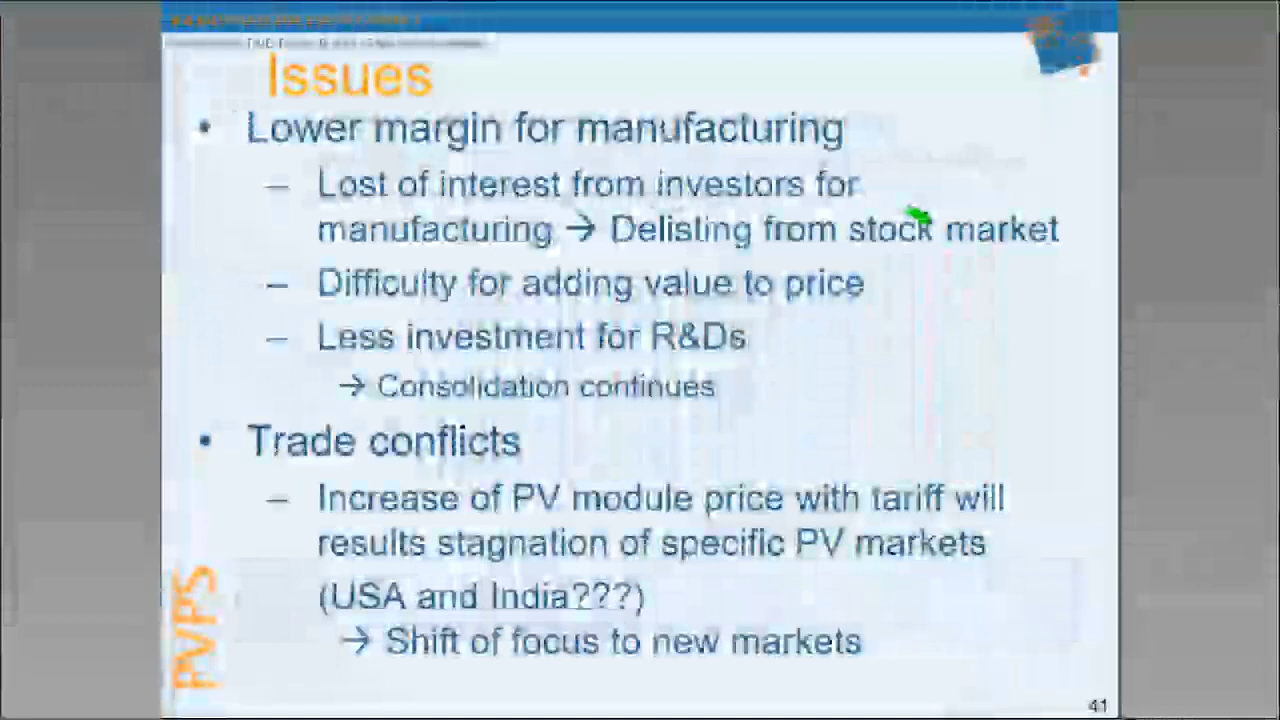 Issues
• Lower margin for manufacturing
– Lost of interest from investors for
manufacturing → Delisting from stock market
– Difficulty for adding value to price
– Less investment for R&Ds
→ Consolidation continues
• Trade conflicts
– Increase of PV module price with tariff will
results stagnation of specific PV markets
(USA and India???)
→ Shift of focus to new markets
PVPS
41